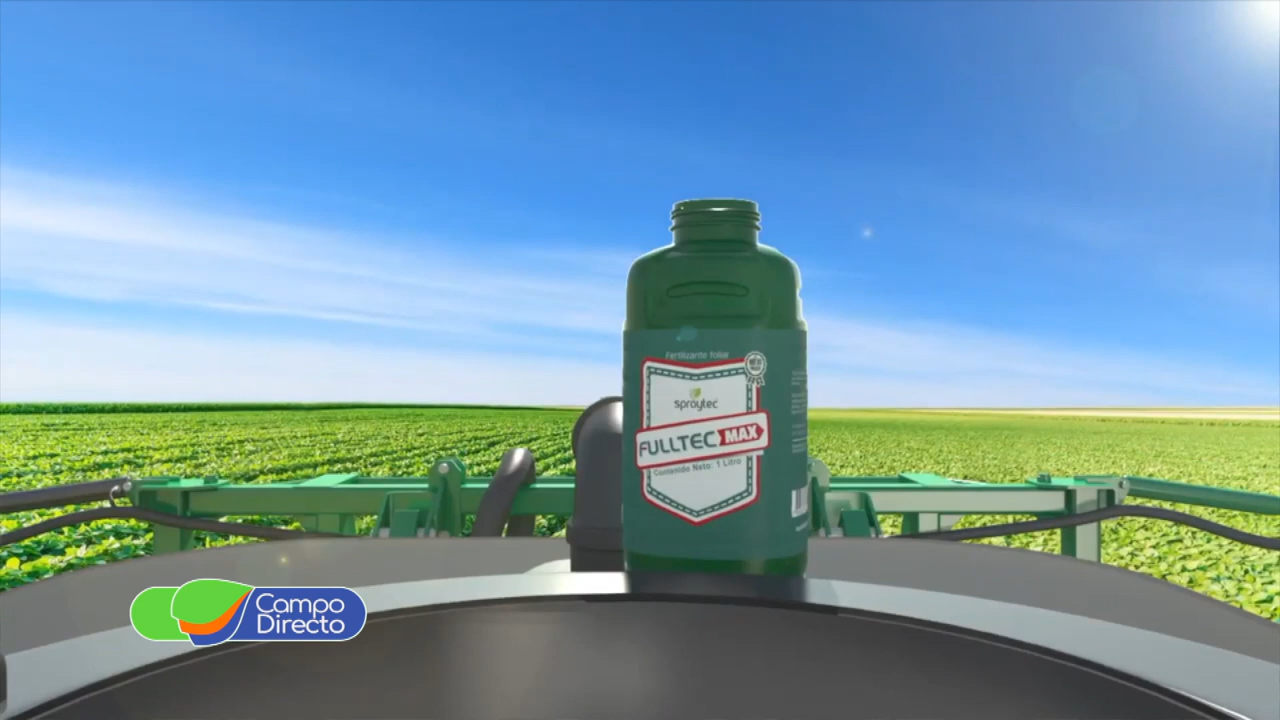 Fertilizante foliar
spraytec
FULLTEC MAX
Contenido Neto: 1 Litro
Campo
Directo